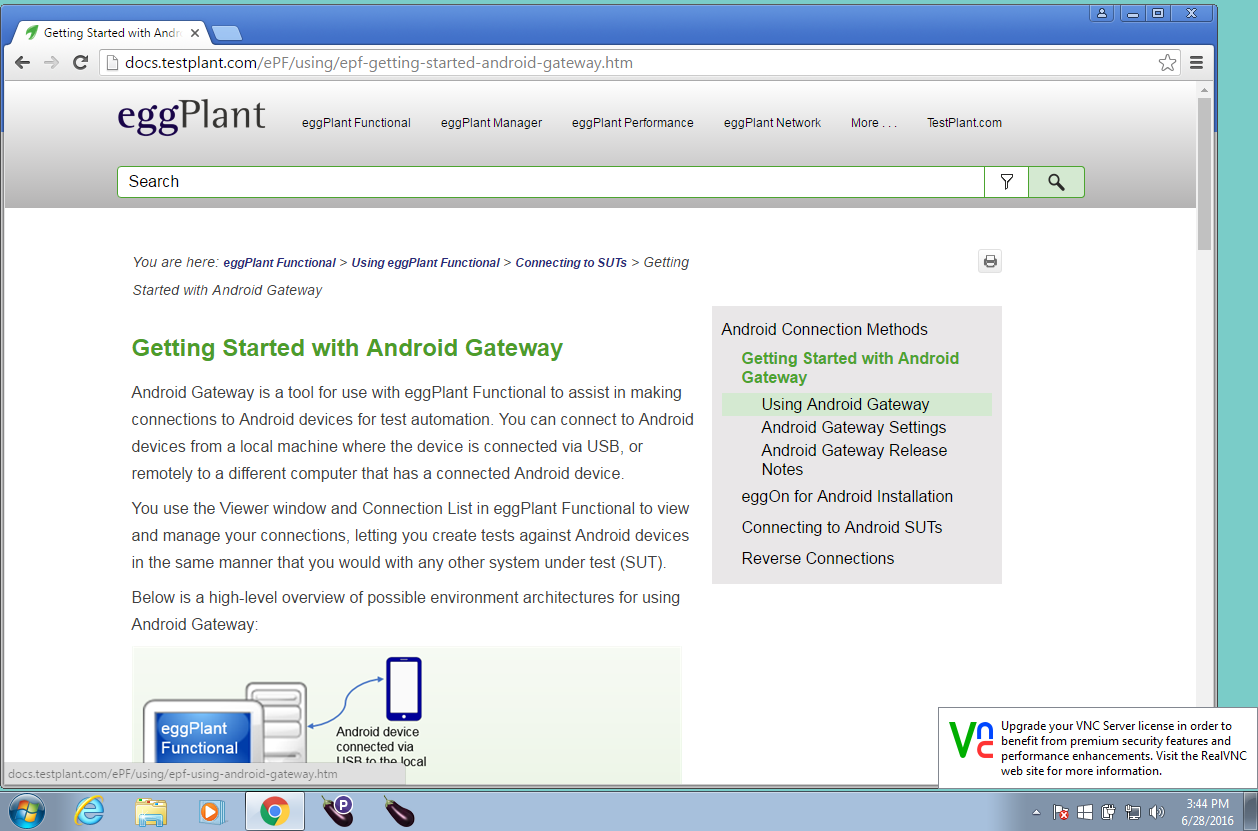 Getting Started with Andr
docs.testplant.com/ePF/using/epf-getting-started-android-gateway.htm
eggPlant
eggPlant Functional
eggPlant Manager
eggPlant Performance
eggPlant Network
More . . .
TestPlant.com
Search
You are here: eggPlant Functional > Using eggPlant Functional > Connecting to SUTs > Getting
Started with Android Gateway
Getting Started with Android Gateway
Android Gateway is a tool for use with eggPlant Functional to assist in making
connections to Android devices for test automation. You can connect to Android
devices from a local machine where the device is connected via USB, or
remotely to a different computer that has a connected Android device.
You use the Viewer window and Connection List in eggPlant Functional to view
and manage your connections, letting you create tests against Android devices
in the same manner that you would with any other system under test (SUT).
Below is a high-level overview of possible environment architectures for using
Android Gateway:
Android Connection Methods
Getting Started with Android
Gateway
Using Android Gateway
Android Gateway Settings
Android Gateway Release
Notes
eggOn for Android Installation
Connecting to Android SUTs
Reverse Connections
eggPlant
Functional
Android device
connected via
USB to the local
docs.testplant.com/ePF/using/epf-using-android-gateway.htm
Vnc
Upgrade your VNC Server license in order to
benefit from premium security features and
performance enhancements. Visit the RealVNC
web site for more information.
P
3:44 PM
6/28/2016